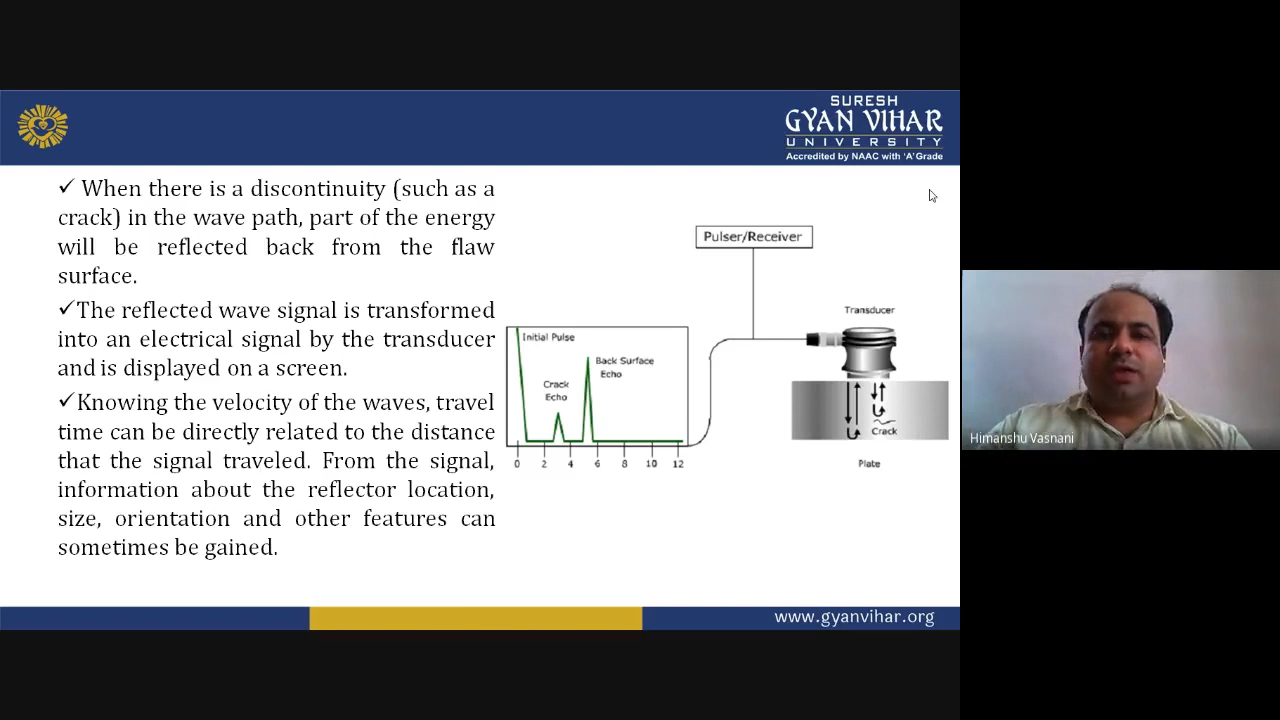 SURESH
GYAN VIHAR
UNIVERSITY
Accredited by NAAC with 'A' Grade
✓ When there is a discontinuity (such as a
crack) in the wave path, part of the energy
will be reflected back from the flaw
surface.
✓The reflected wave signal is transformed
into an electrical signal by the transducer
and is displayed on a screen.
✓Knowing the velocity of the waves, travel
time can be directly related to the distance
that the signal traveled. From the signal,
information about the reflector location,
size, orientation and other features can
sometimes be gained.
Pulser/Receiver
Transducer
Initial Pulse
Back Surface
Echo
Crack
Echo
0 2 4 6 8 10 12
Crack
Plate
Himanshu Vasnani
www.gyanvihar.org